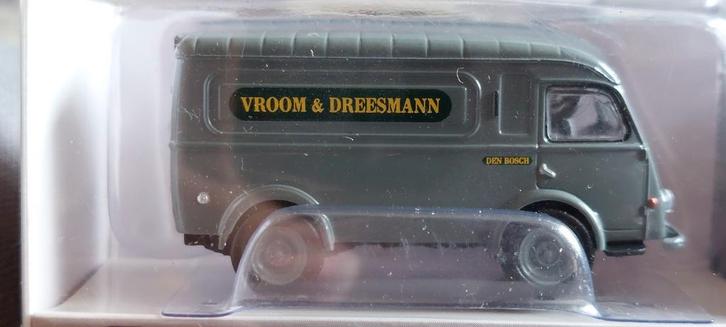 VROOM & DREESMANN
DEN BOSCH